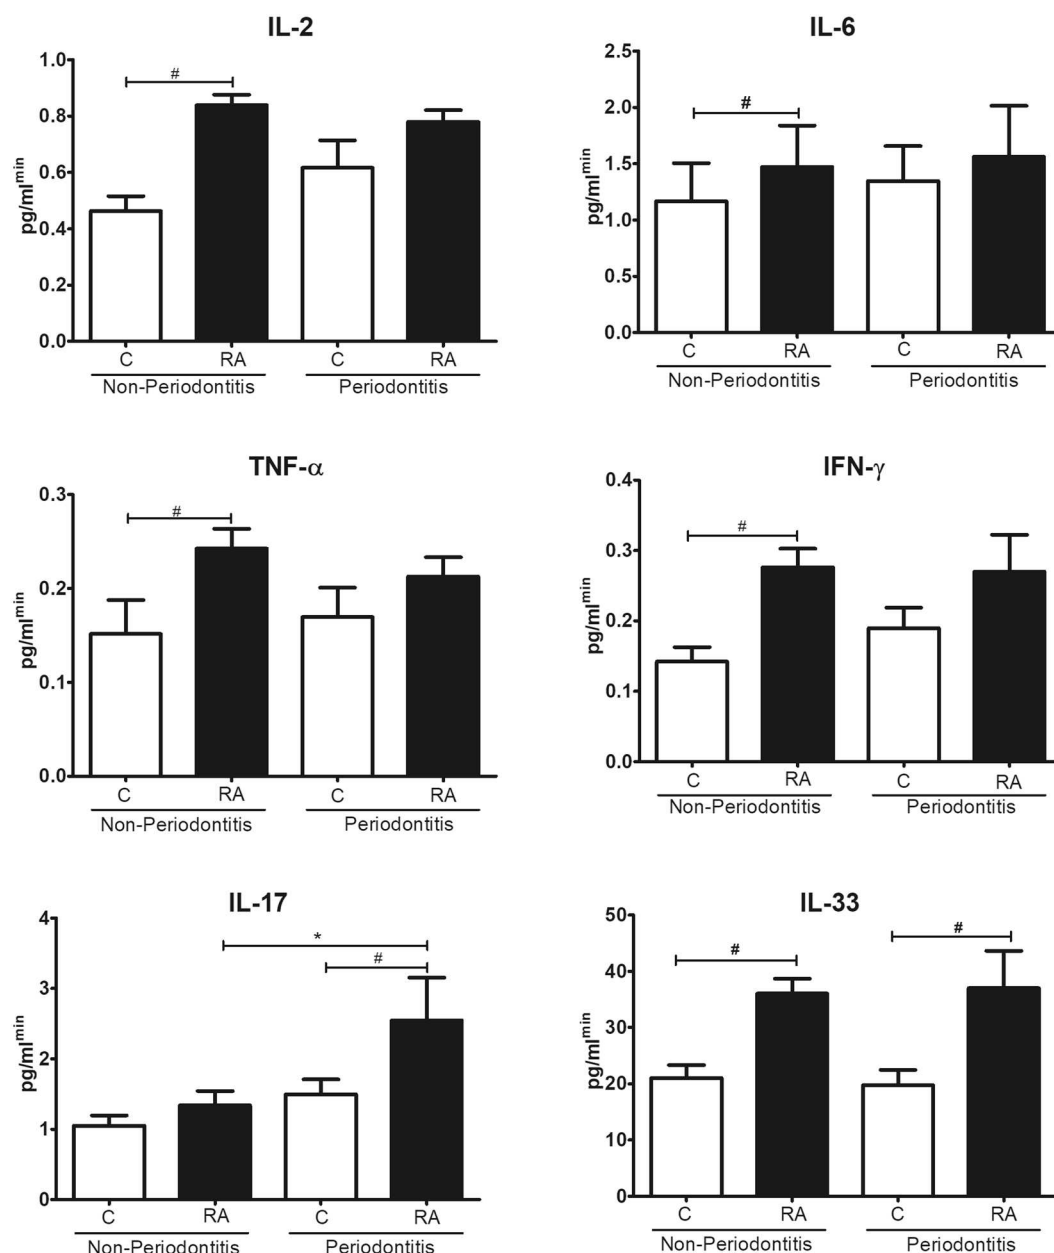 IL-2
pg/ml^min
1.0
0.8
0.6
0.4
0.2
0.0
#
C RA C RA
Non-Periodontitis Periodontitis
IL-6
pg/ml^min
2.5
2.0
1.5
1.0
0.5
0.0
#
C RA C RA
Non-Periodontitis Periodontitis
TNF-α
pg/ml^min
0.3
0.2
0.1
0.0
#
C RA C RA
Non-Periodontitis Periodontitis
IFN-γ
pg/ml^min
0.4
0.3
0.2
0.1
0.0
#
C RA C RA
Non-Periodontitis Periodontitis
IL-17
pg/ml^min
4
3
2
1
0
*
#
C RA C RA
Non-Periodontitis Periodontitis
IL-33
pg/ml^min
50
40
30
20
10
0
# #
C RA C RA
Non-Periodontitis Periodontitis